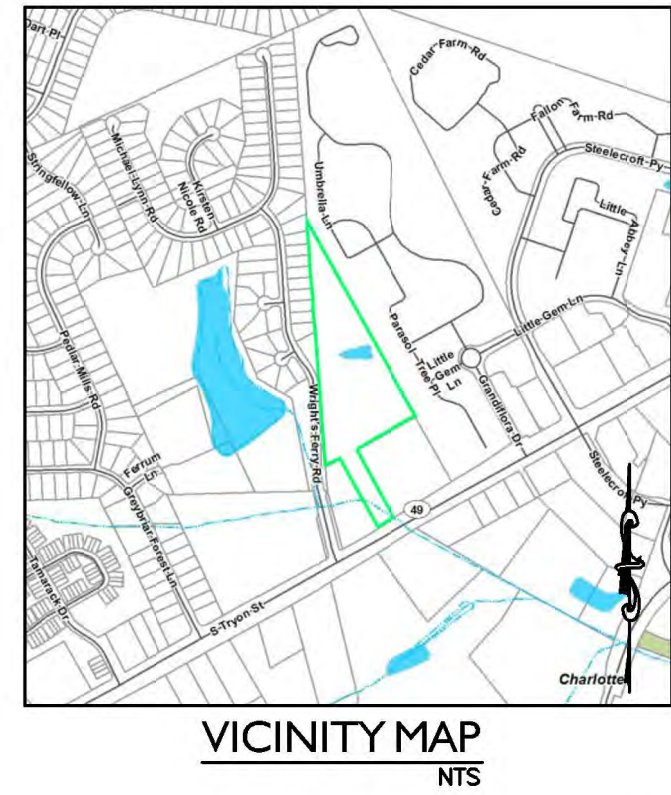 Dart-Pl
Cedar-Farm-Rd
Fallon
Farm-Rd
Steelecroft-Py
Michael-Lynn-Rd
Kirsten
Nicole-Rd
Stringfellow-Ln
Umbrella-Ln
Cedar-Farm-Rd
Little
Abbey-Ln
Pedlar-Mills-Rd
Parasol-Tree-Pl
Little
Gem
Ln
Little-Gem-Ln
Grandiflora-Dr
Wright's-Ferry-Rd
Ferrum
Ln
Greybriar-Forest-Ln
Steelecroft-Py
49
Tamarack-Dr
S-Tryon-St
Charlotte
VICINITY MAP
NTS